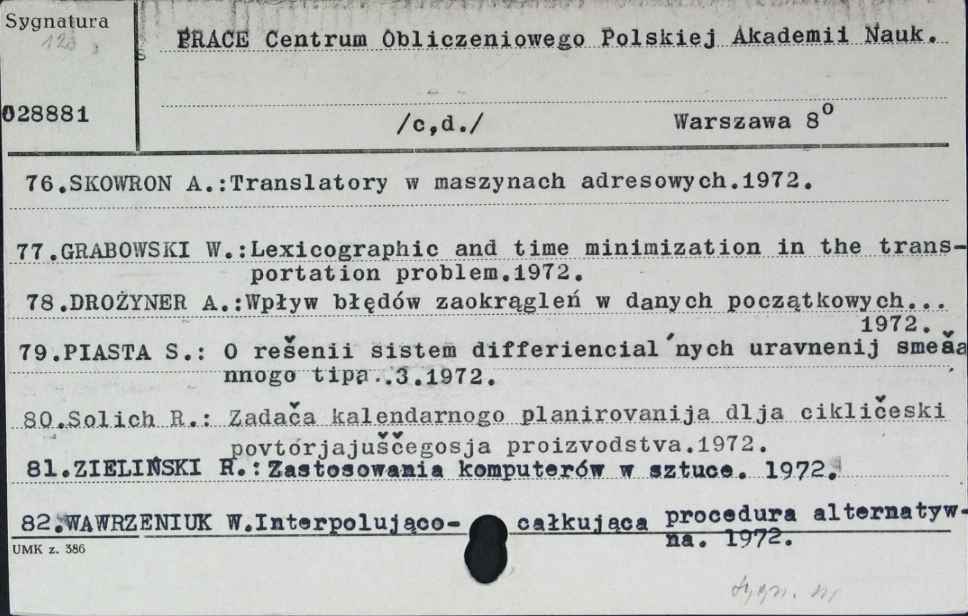 Sygnatura
PRACE Centrum Obliczeniowego Polskiej Akademii Nauk.
028881
/c,d./ Warszawa 8°
76.SKOWRON A.:Translatory w maszynach adresowych.1972.
77.GRABOWSKI W.:Lexicographic and time minimization in the trans-
portation problem.1972.
78.DROŻYNER A.:Wpływ błędów zaokrągleń w danych początkowych...
1972.
79.PIASTA S.: O rešenii sistem differiencial´nych uravnenij smeša
nnogo tipa..3.1972.
80.Solich R.: Zadača kalendarnogo planirovanija dlja cikličeski
povtorjajuščegosja proizvodstva.1972.
81.ZIELIŃSKI R.:Zastosowania komputerów w sztuce. 1972.
82.WAWRZENIUK W.Interpolująco- całkująca procedura alternatyw-
na. 1972.
UMK z. 386